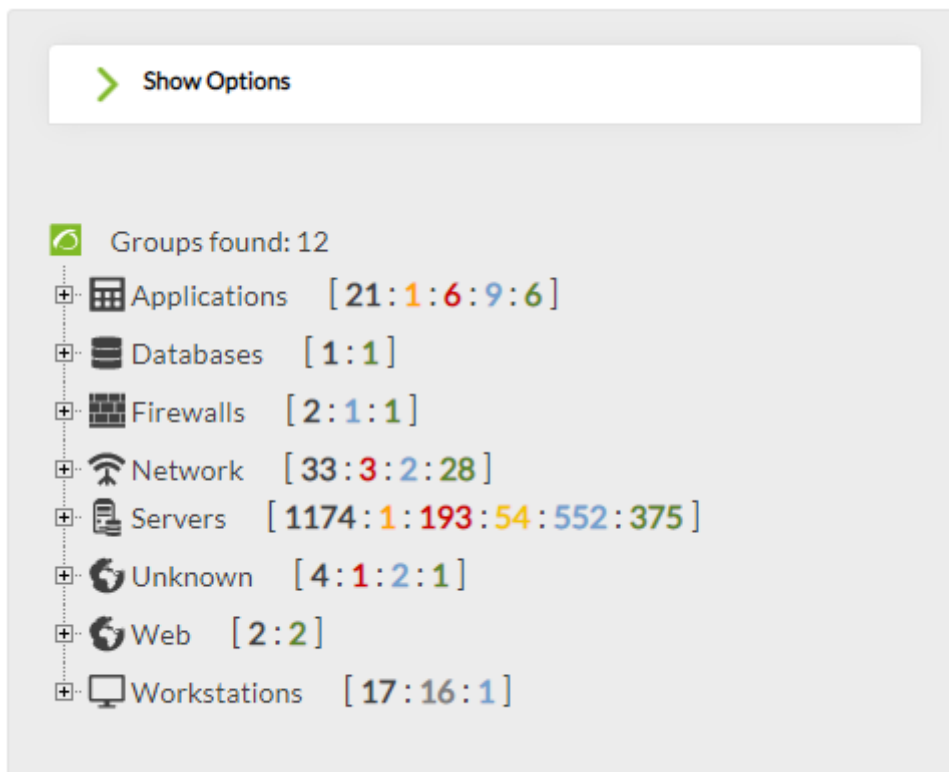 Show Options
Groups found: 12
Applications [ 21 : 1 : 6 : 9 : 6 ]
Databases [ 1 : 1 ]
Firewalls [ 2 : 1 : 1 ]
Network [ 33 : 3 : 2 : 28 ]
Servers [ 1174 : 1 : 193 : 54 : 552 : 375 ]
Unknown [ 4 : 1 : 2 : 1 ]
Web [ 2 : 2 ]
Workstations [ 17 : 16 : 1 ]